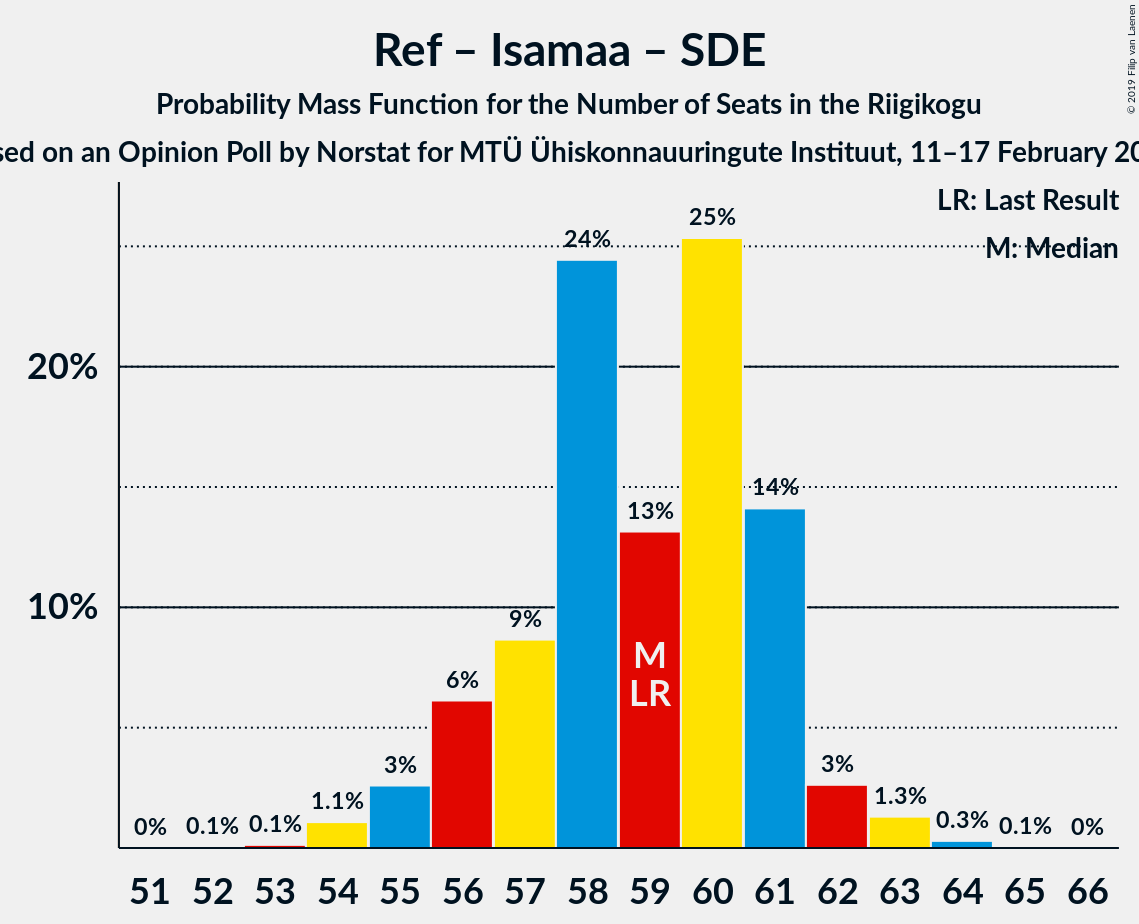 Ref – Isamaa – SDE
Probability Mass Function for the Number of Seats in the Riigikogu
on an Opinion Poll by Norstat for MTÜ Ühiskonnauuringute Instituut, 11–17 February
© 2019 Filip van Laenen
LR: Last Result
M: Median
20%
10%
0% 0.1% 0.1% 1.1% 3% 6% 9% 24% 13% 25% 14% 3% 1.3% 0.3% 0.1% 0%
M
LR
51 52 53 54 55 56 57 58 59 60 61 62 63 64 65 66